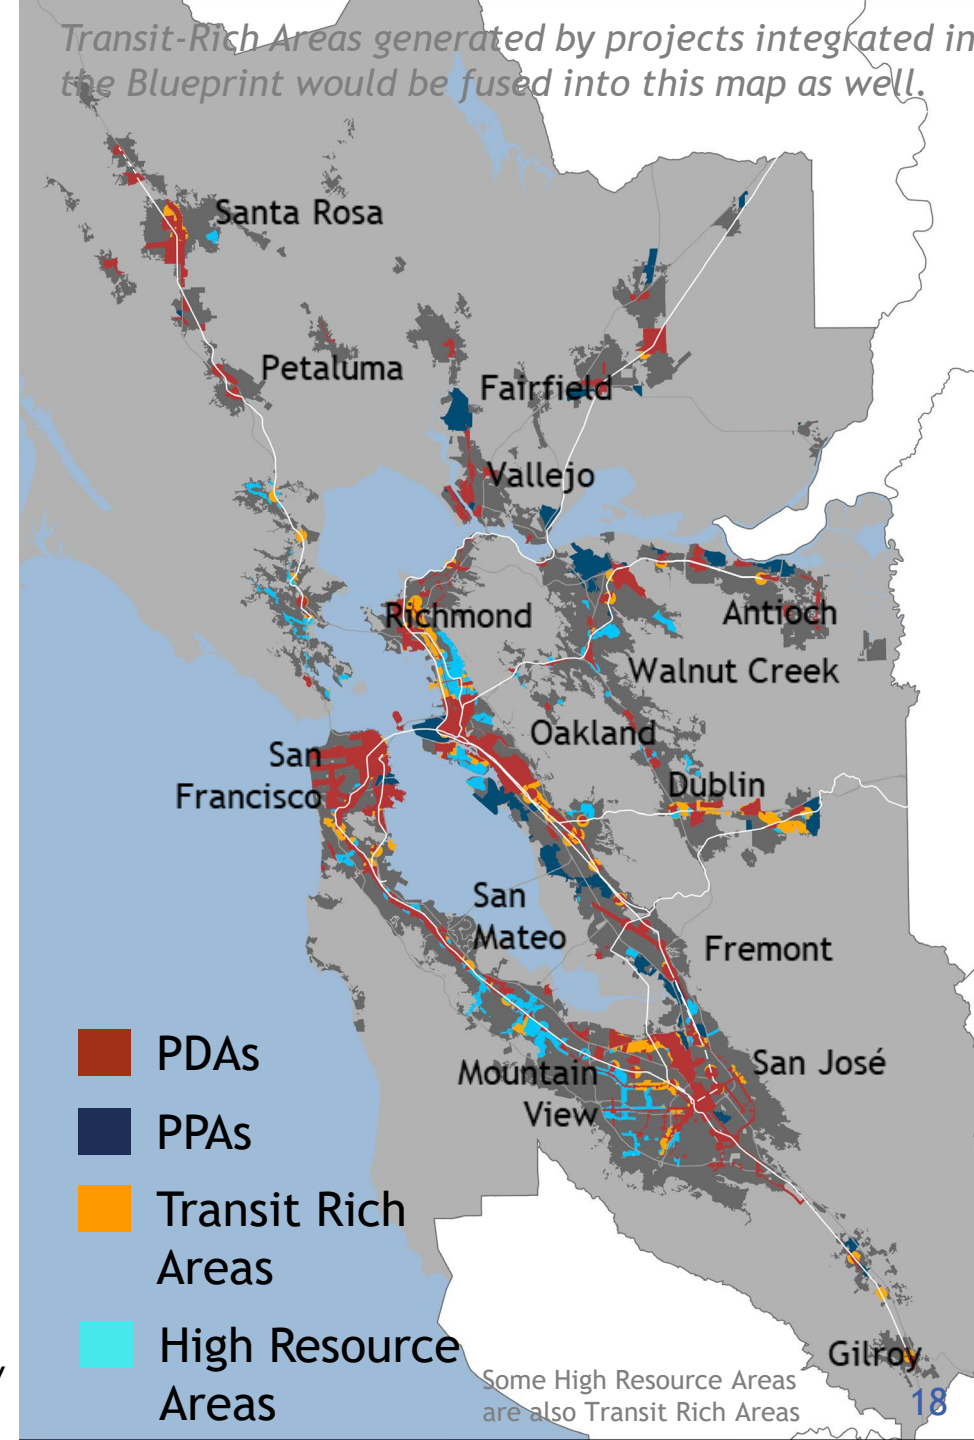 Transit-Rich Areas generated by projects integrated in
the Blueprint would be fused into this map as well.
Santa Rosa
Petaluma
Fairfield
Vallejo
Richmond
Antioch
Walnut Creek
Oakland
San
Francisco
Dublin
San
Mateo
Fremont
Mountain
View
San José
Gilroy
PDAs
PPAs
Transit Rich
Areas
High Resource
Areas
Some High Resource Areas
are also Transit Rich Areas
18